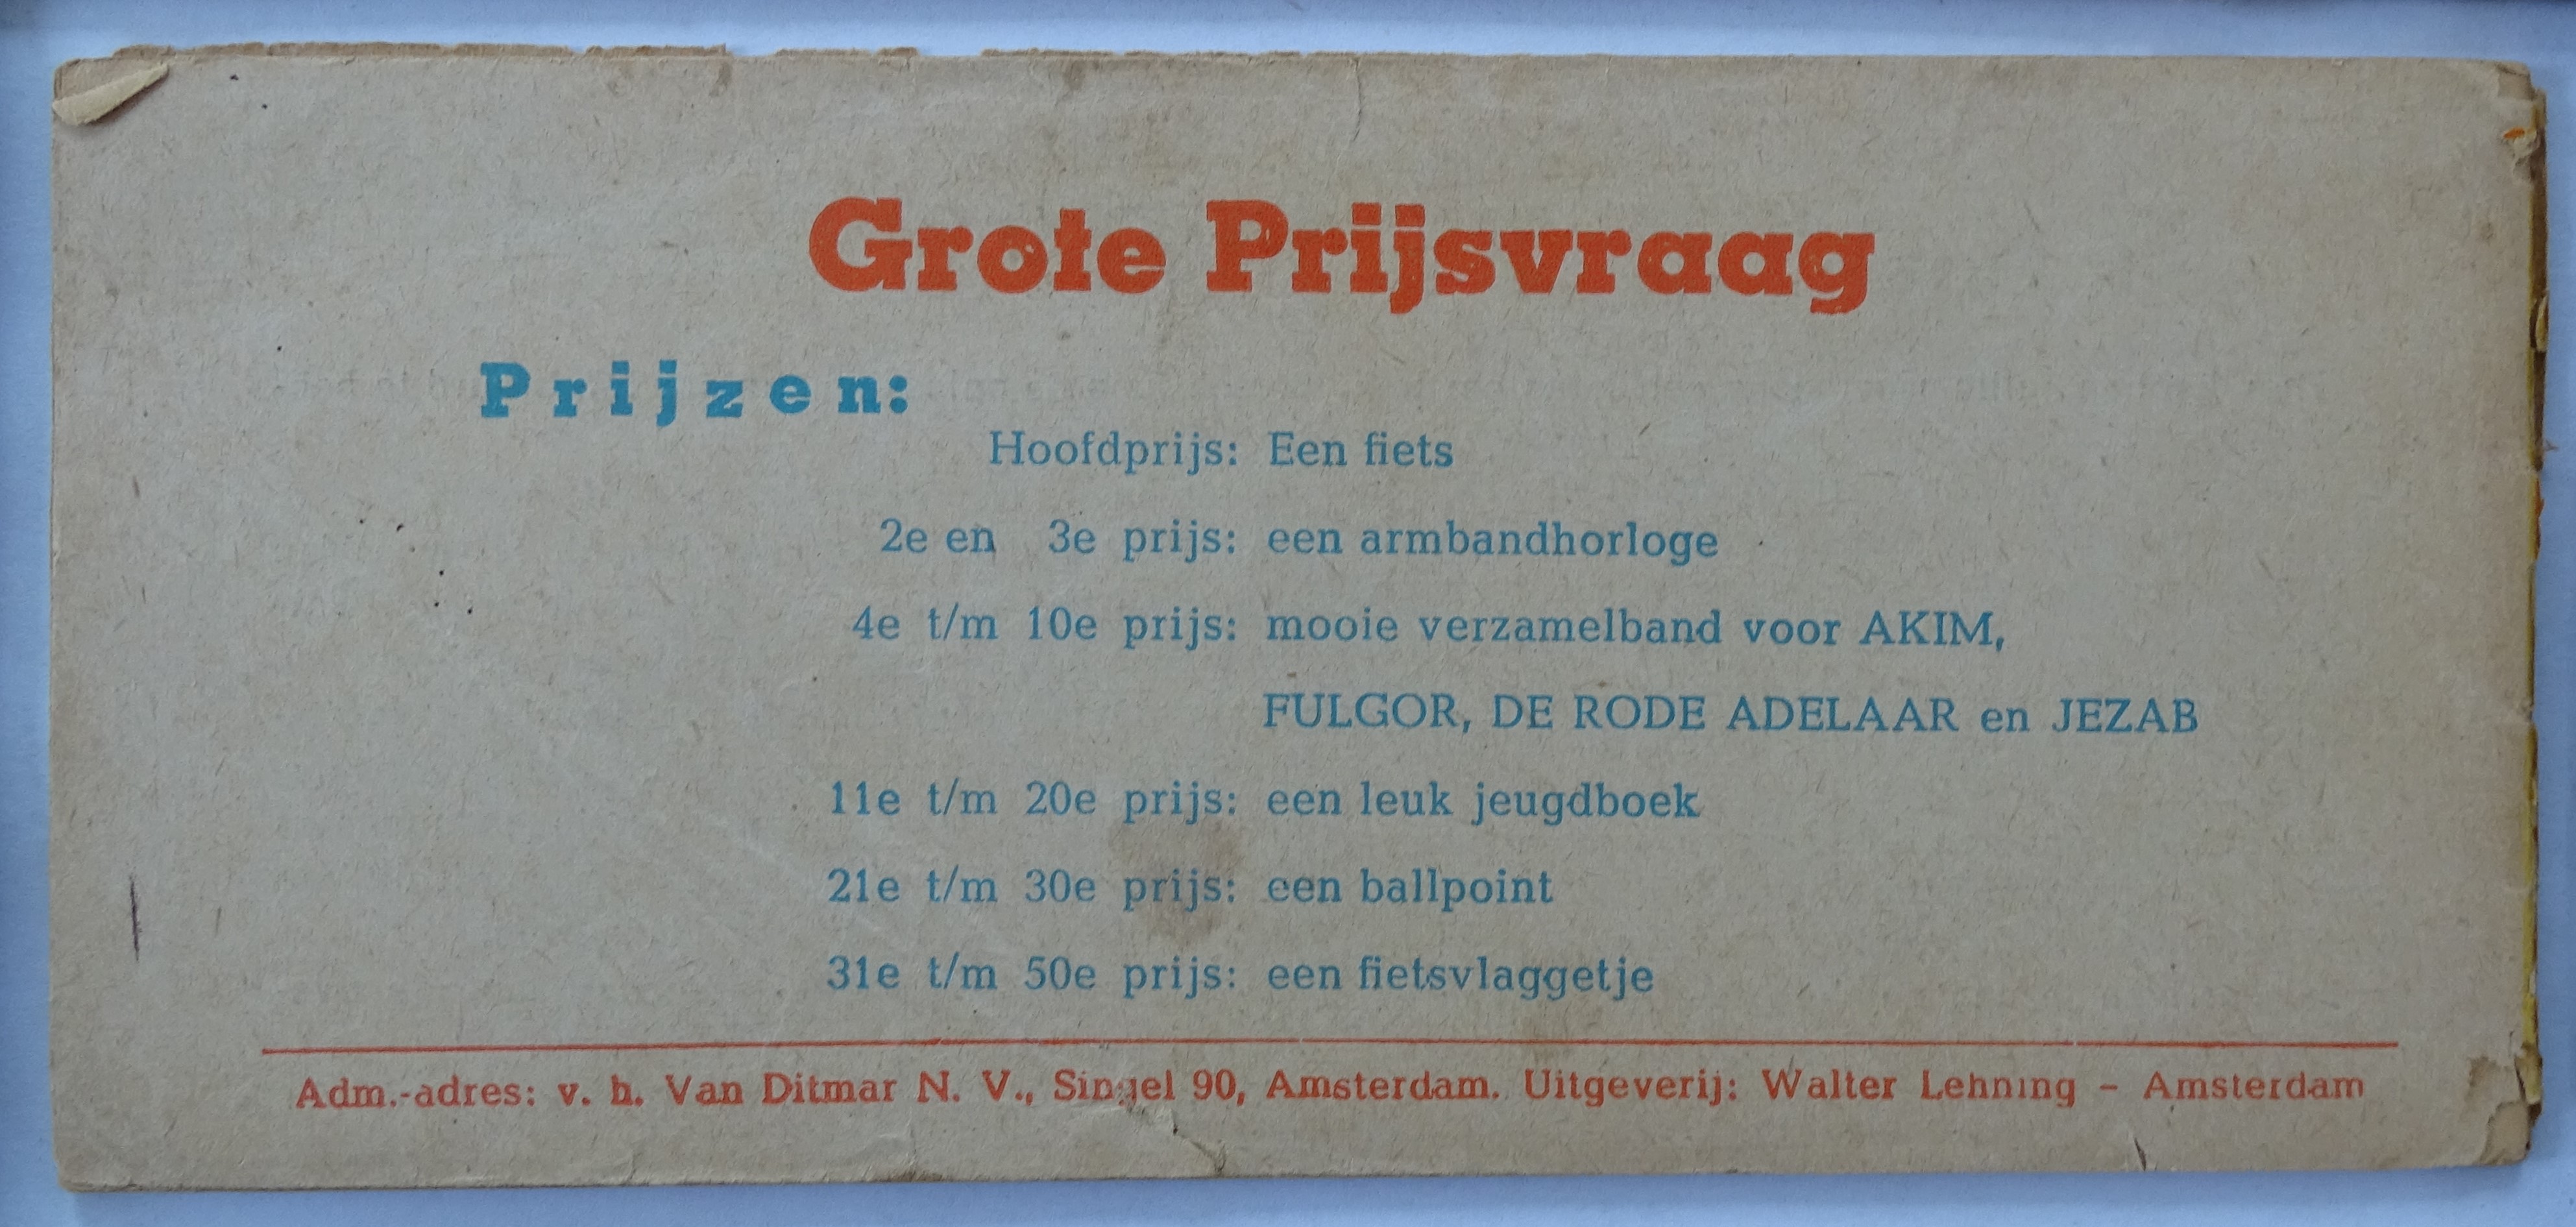 Grote Prijsvraag
Prijzen:
Hoofdprijs: Een fiets
2e en 3e prijs: een armbandhorloge
4e t/m 10e prijs: mooie verzamelband voor AKIM,
FULGOR, DE RODE ADELAAR en JEZAB
11e t/m 20e prijs: een leuk jeugdboek
21e t/m 30e prijs: een ballpoint
31e t/m 50e prijs: een fietsvlaggetje
Adm.-adres: v. h. Van Ditmar N. V., Singel 90, Amsterdam. Uitgeverij: Walter Lehning – Amsterdam